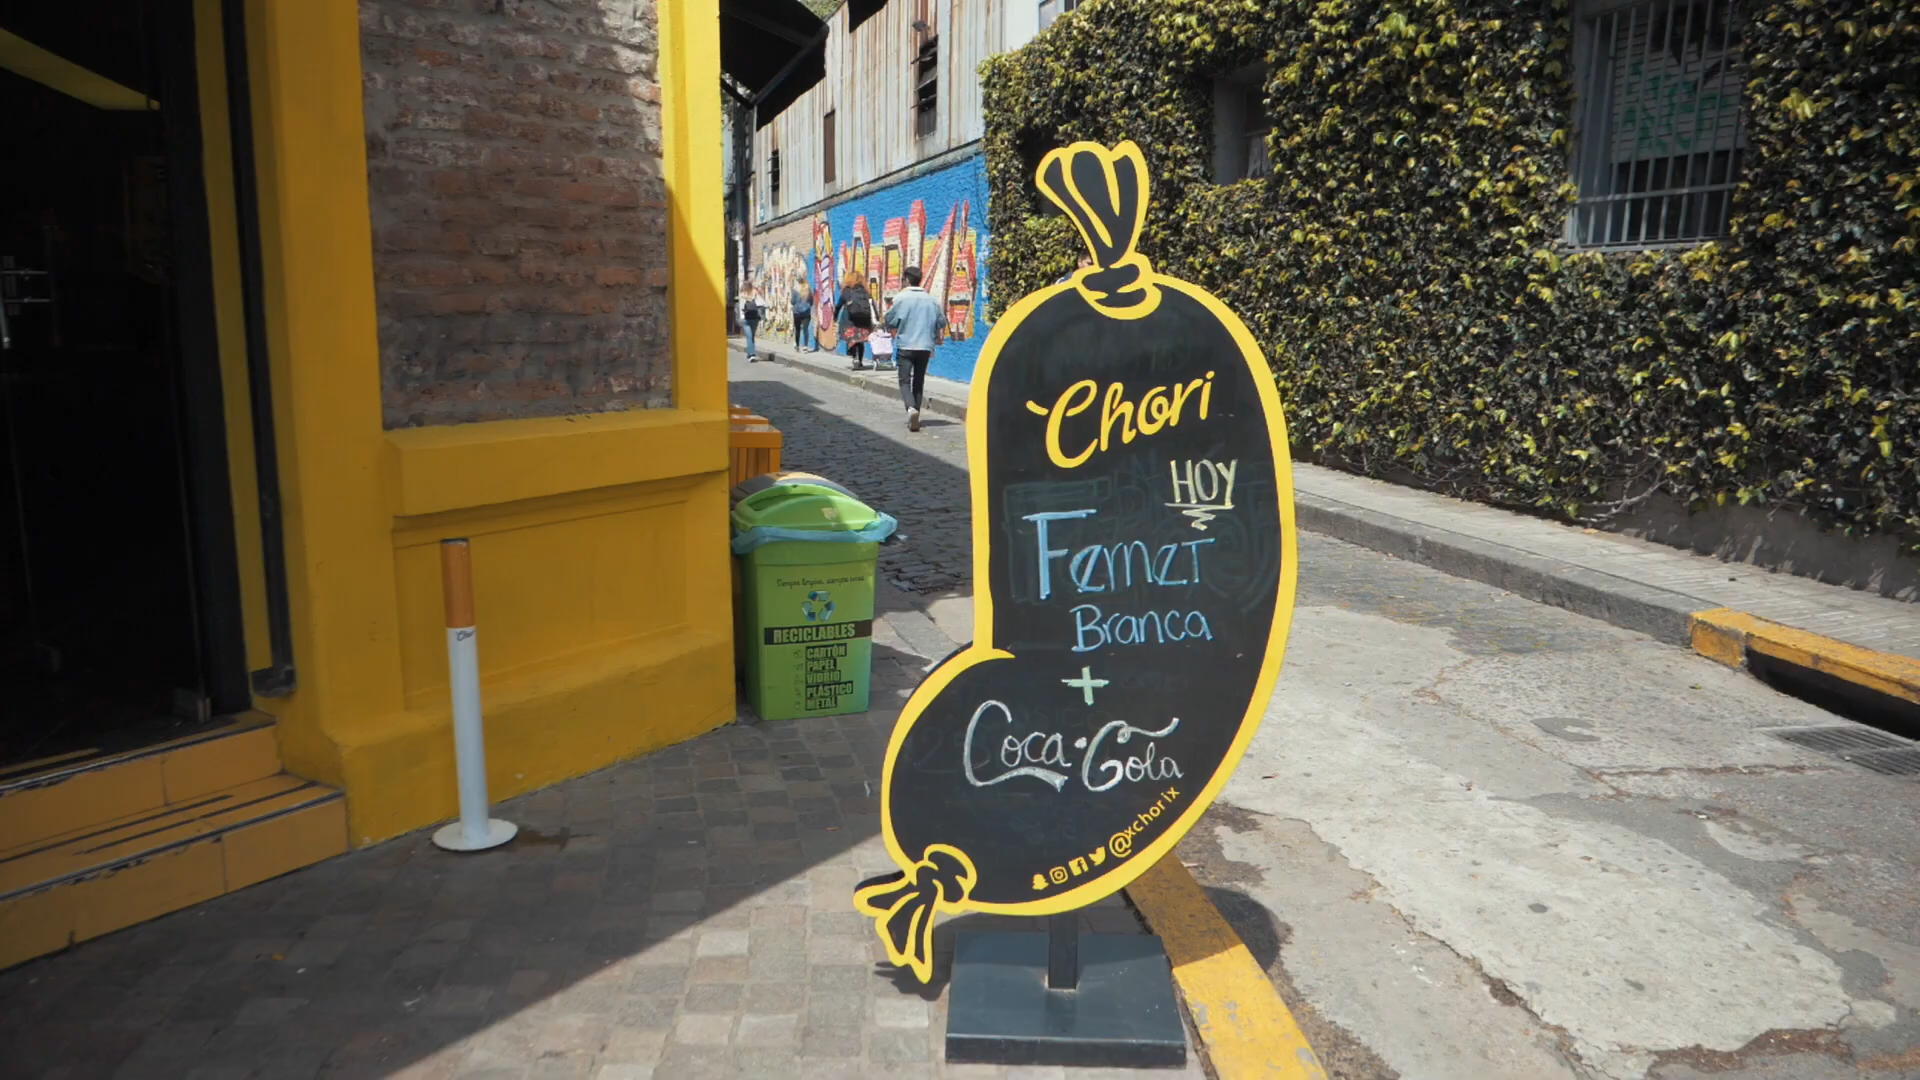 Chori
HOY
Fernet
Branca
+
Coca-Cola
@xchorix
RECICLABLES
CARTÓN
PAPEL
VIDRIO
PLÁSTICO
METAL